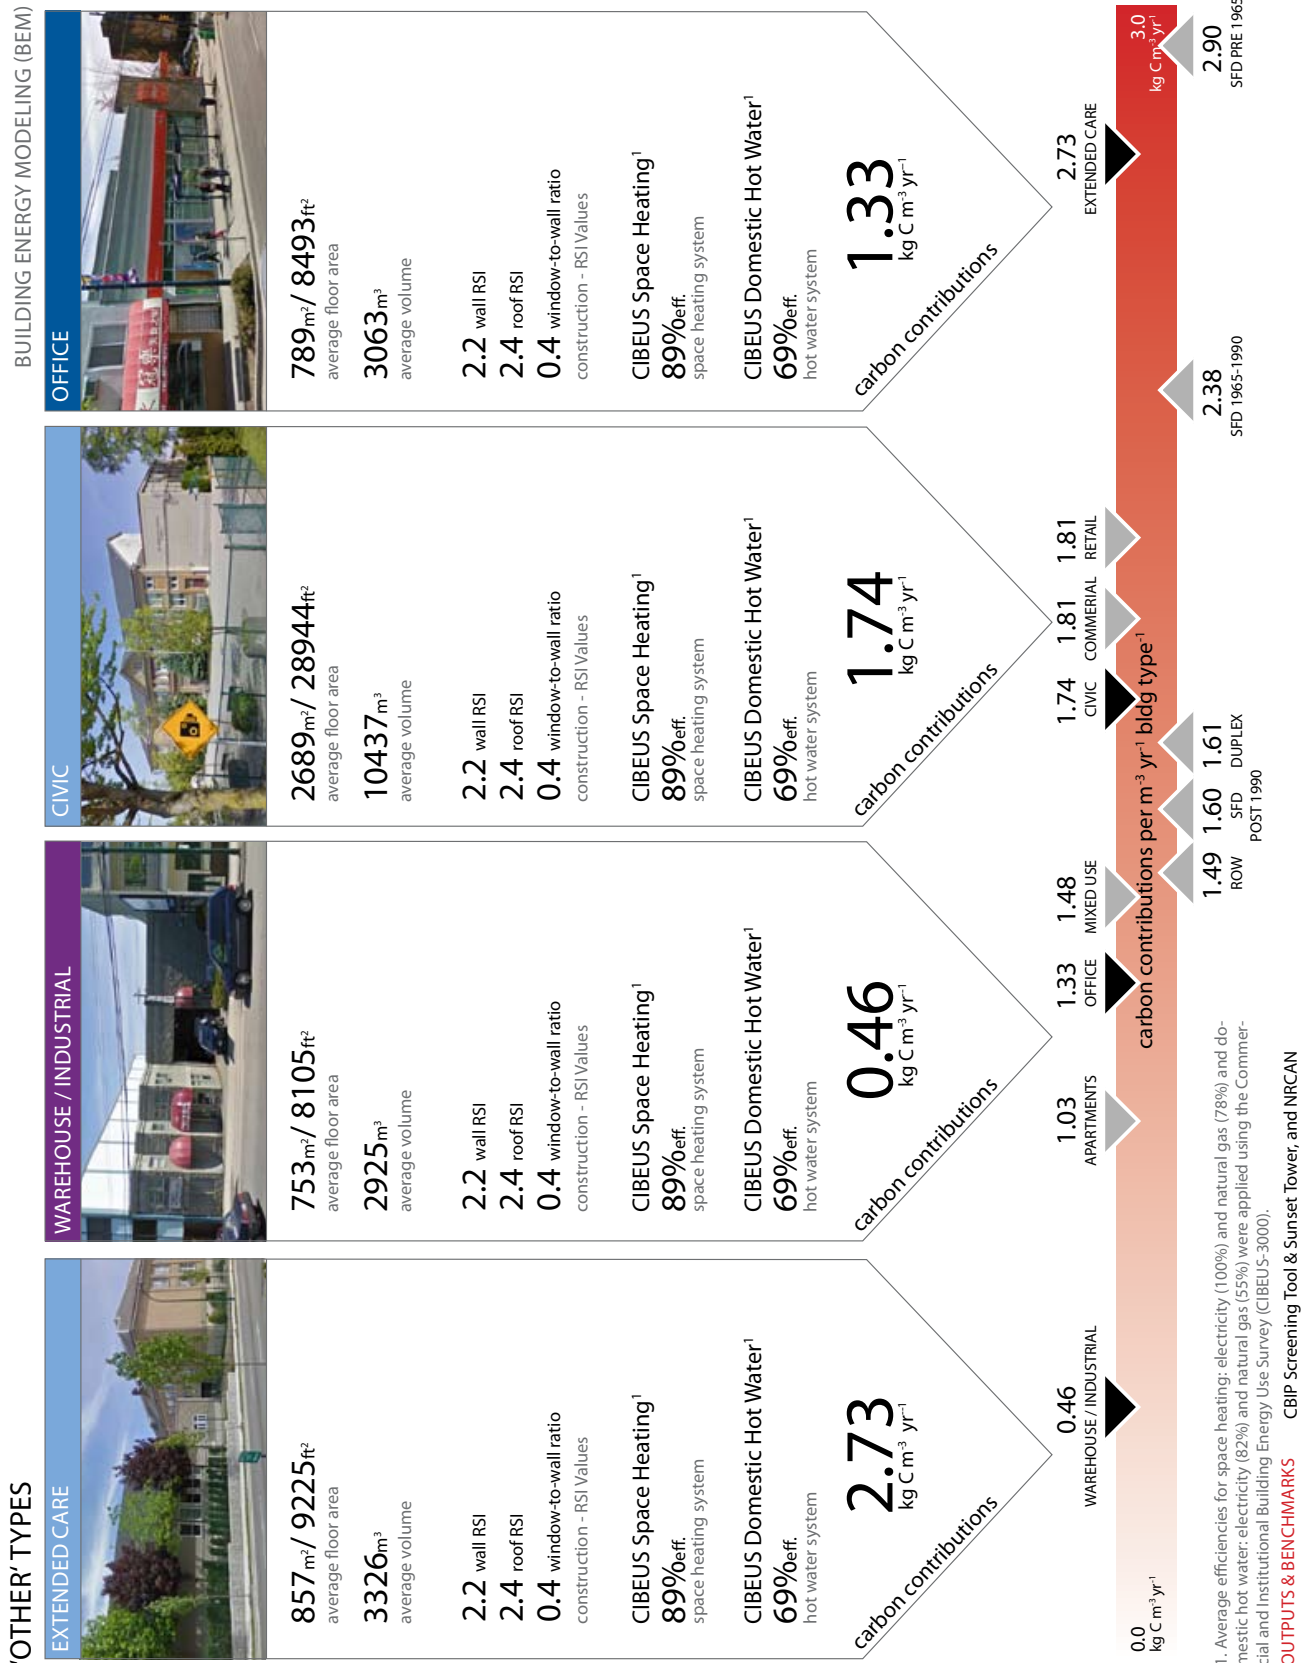 BUILDING ENERGY MODELING (BEM)
'OTHER' TYPES
EXTENDED CARE
857m²/ 9225ft²
average floor area
3326m³
average volume
2.2 wall RSI
2.4 roof RSI
0.4 window-to-wall ratio
construction - RSI Values
CIBEUS Space Heating¹
89%eff.
space heating system
CIBEUS Domestic Hot Water¹
69%eff.
hot water system
carbon contributions
2.73
kg C m⁻³ yr⁻¹
WAREHOUSE / INDUSTRIAL
753m²/ 8105ft²
average floor area
2925m³
average volume
2.2 wall RSI
2.4 roof RSI
0.4 window-to-wall ratio
construction - RSI Values
CIBEUS Space Heating¹
89%eff.
space heating system
CIBEUS Domestic Hot Water¹
69%eff.
hot water system
carbon contributions
0.46
kg C m⁻³ yr⁻¹
CIVIC
2689m²/ 28944ft²
average floor area
10437m³
average volume
2.2 wall RSI
2.4 roof RSI
0.4 window-to-wall ratio
construction - RSI Values
CIBEUS Space Heating¹
89%eff.
space heating system
CIBEUS Domestic Hot Water¹
69%eff.
hot water system
carbon contributions
1.74
kg C m⁻³ yr⁻¹
OFFICE
789m²/ 8493ft²
average floor area
3063m³
average volume
2.2 wall RSI
2.4 roof RSI
0.4 window-to-wall ratio
construction - RSI Values
CIBEUS Space Heating¹
89%eff.
space heating system
CIBEUS Domestic Hot Water¹
69%eff.
hot water system
carbon contributions
1.33
kg C m⁻³ yr⁻¹
0.46
WAREHOUSE / INDUSTRIAL
1.03
APARTMENTS
1.33
OFFICE
1.48
MIXED USE
1.74
CIVIC
1.81
COMMERIAL
1.81
RETAIL
2.73
EXTENDED CARE
0.0
kg C m⁻³yr⁻¹
carbon contributions per m⁻³ yr⁻¹ bldg type⁻¹
3.0
kg C m⁻³ yr⁻¹
1.49
ROW
1.60
SFD
POST 1990
1.61
DUPLEX
2.38
SFD 1965-1990
2.90
SFD PRE 1965
1. Average efficiencies for space heating: electricity (100%) and natural gas (78%) and do-
mestic hot water: electricity (82%) and natural gas (55%) were applied using the Commer-
cial and Institutional Building Energy Use Survey (CIBEUS-3000).
OUTPUTS & BENCHMARKS CBIP Screening Tool & Sunset Tower, and NRCAN